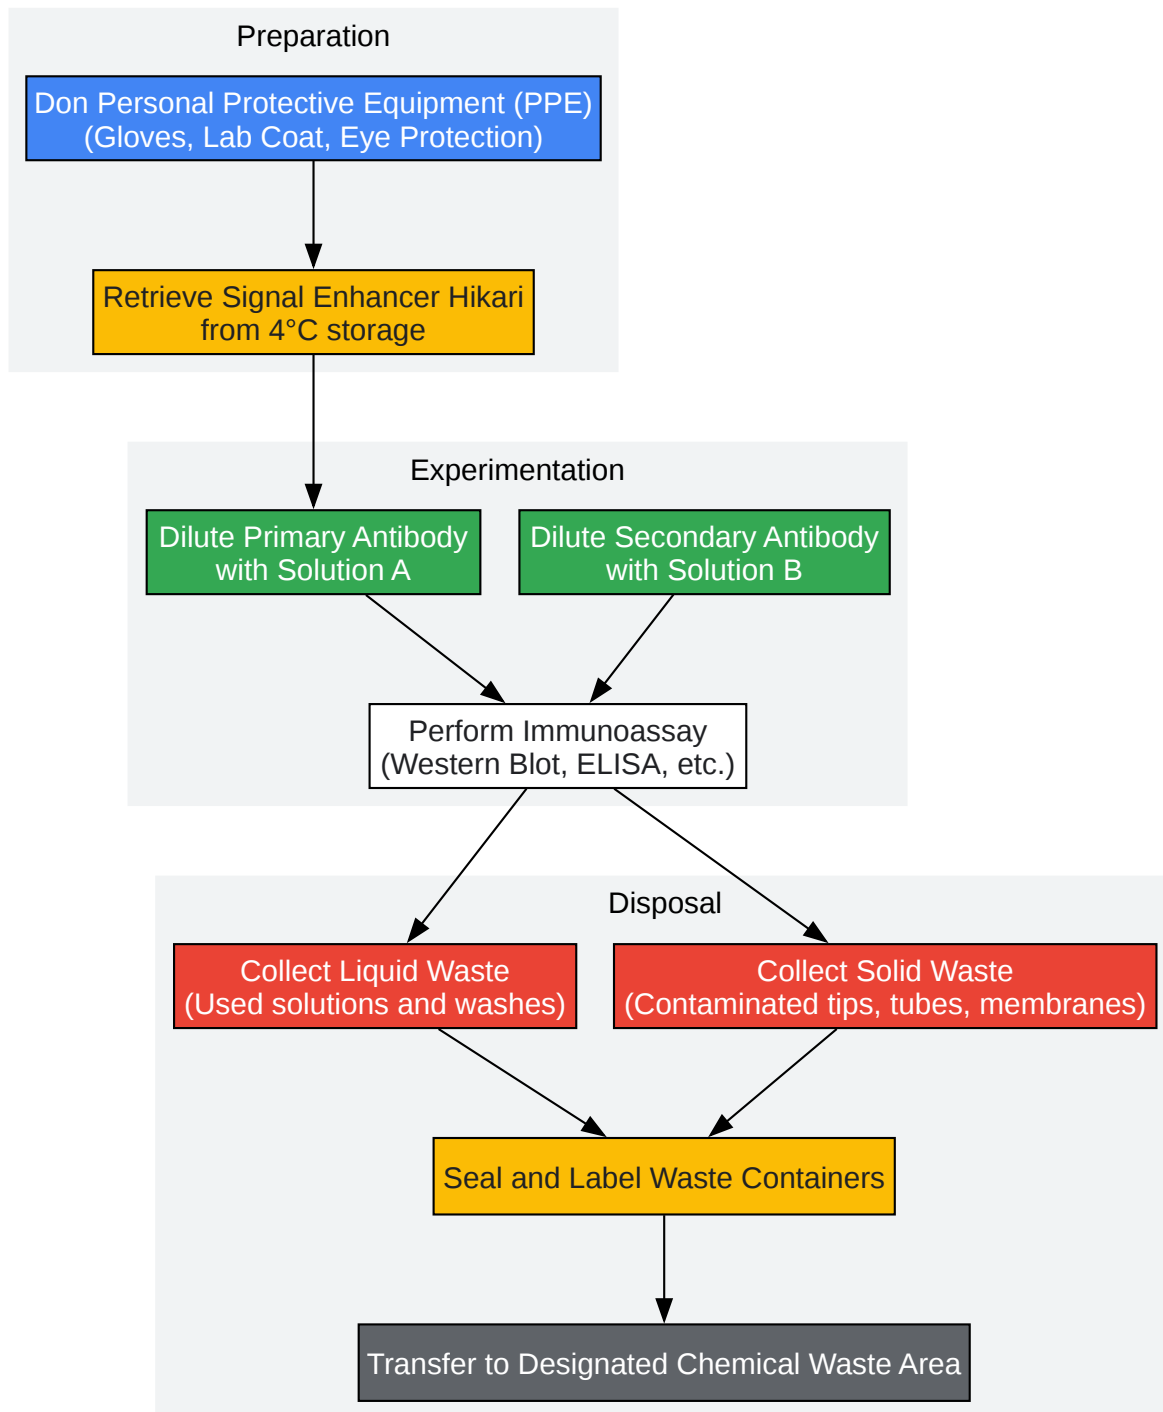 Preparation
Don Personal Protective Equipment (PPE)
(Gloves, Lab Coat, Eye Protection)
Retrieve Signal Enhancer Hikari
from 4°C storage
Experimentation
Dilute Primary Antibody
with Solution A
Dilute Secondary Antibody
with Solution B
Perform Immunoassay
(Western Blot, ELISA, etc.)
Disposal
Collect Liquid Waste
(Used solutions and washes)
Collect Solid Waste
(Contaminated tips, tubes, membranes)
Seal and Label Waste Containers
Transfer to Designated Chemical Waste Area